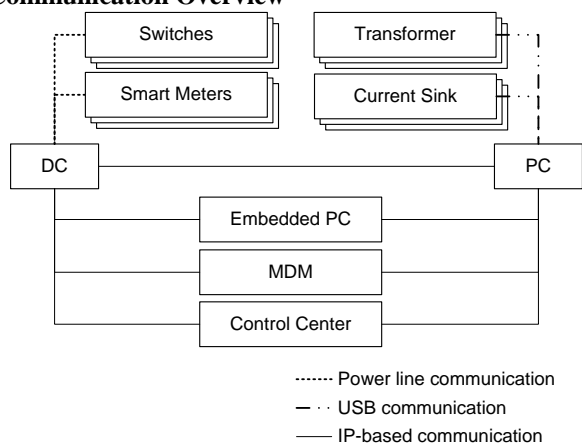 Communication Overview
Switches
Transformer
Smart Meters
Current Sink
DC
PC
Embedded PC
MDM
Control Center
Power line communication
USB communication
IP-based communication